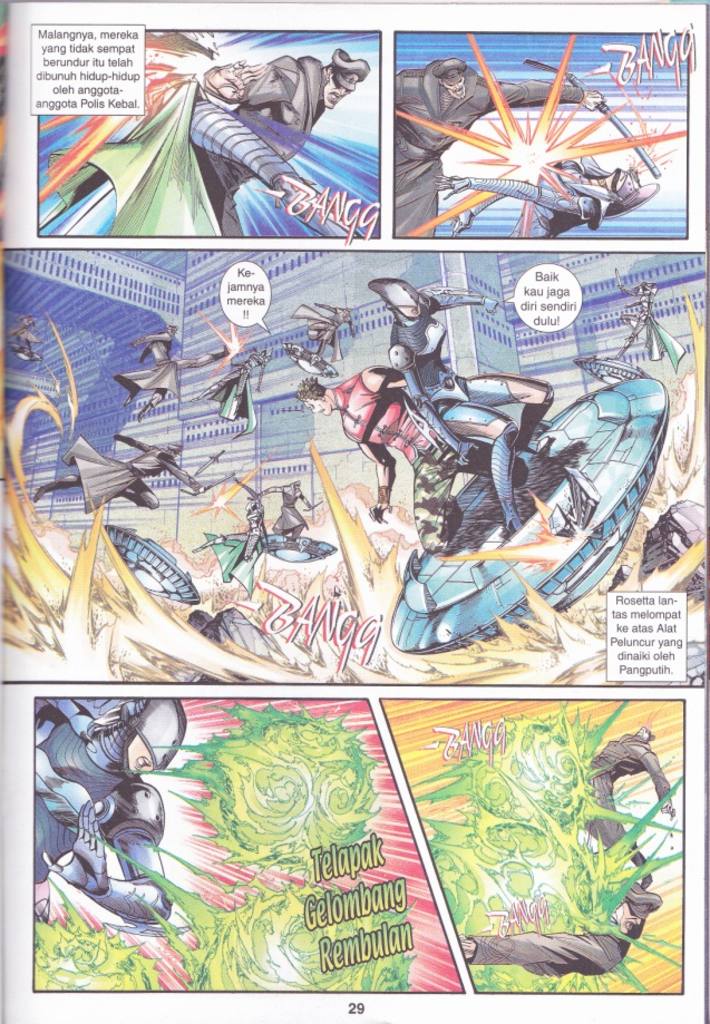 Malangnya, mereka
yang tidak sempat
berundur itu telah
dibunuh hidup-hidup
oleh anggota-
anggota Polis Kebal.
BANGG
BANGG
Ke-
jamnya
mereka
!!
Baik
kau jaga
diri sendiri
dulu!
BANGG
Rosetta lan-
tas melompat
ke atas Alat
Peluncur yang
dinaiki oleh
Pangputih.
Telapak
Gelombang
Rembulan
BANGG
BANGG
29